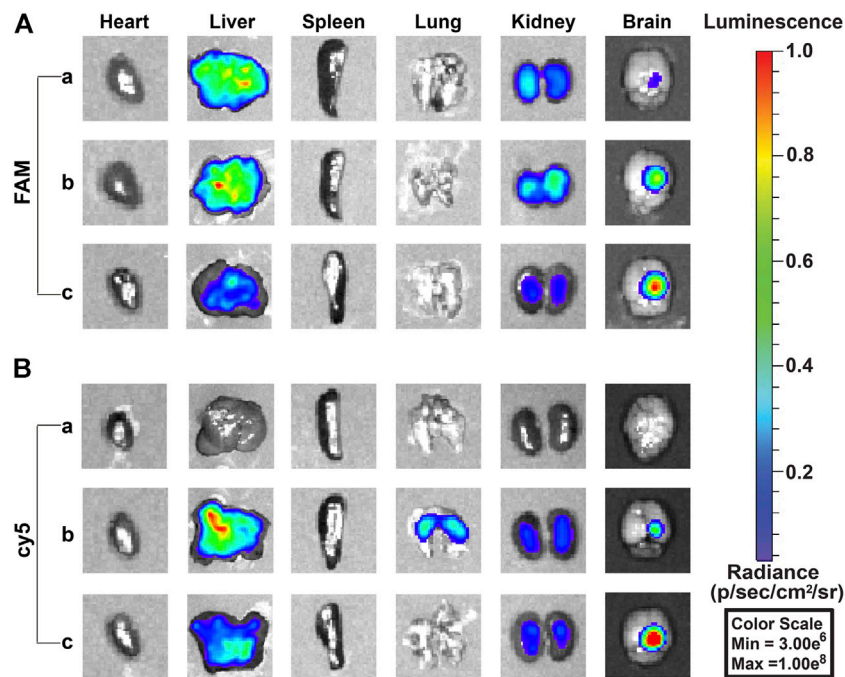 A Heart Liver Spleen Lung Kidney Brain Luminescence
a
FAM
b
c
B
a
cy5
b
c
1.0
0.8
0.6
0.4
0.2
Radiance
(p/sec/cm²/sr)
Color Scale
Min = 3.00e⁶
Max =1.00e⁸